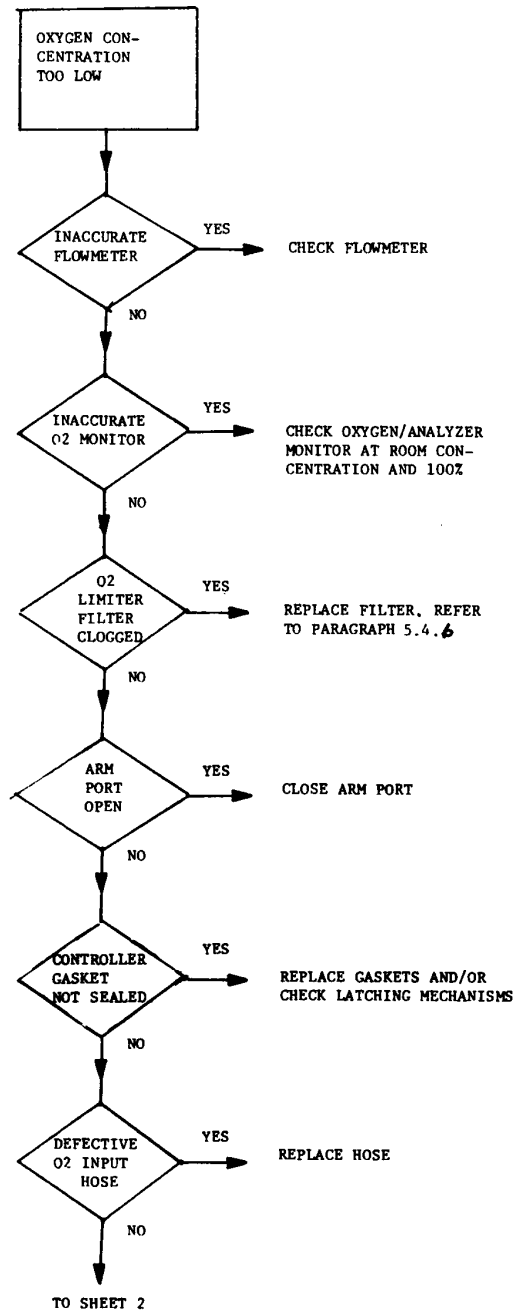 OXYGEN CON-
CENTRATION
TOO LOW
INACCURATE
FLOWMETER
YES
CHECK FLOWMETER
NO
INACCURATE
O2 MONITOR
YES
CHECK OXYGEN/ANALYZER
MONITOR AT ROOM CON-
CENTRATION AND 100%
NO
O2
LIMITER
FILTER
CLOGGED
YES
REPLACE FILTER, REFER
TO PARAGRAPH 5.4.6
NO
ARM
PORT
OPEN
YES
CLOSE ARM PORT
NO
CONTROLLER
GASKET
NOT SEALED
YES
REPLACE GASKETS AND/OR
CHECK LATCHING MECHANISMS
NO
DEFECTIVE
O2 INPUT
HOSE
YES
REPLACE HOSE
NO
TO SHEET 2